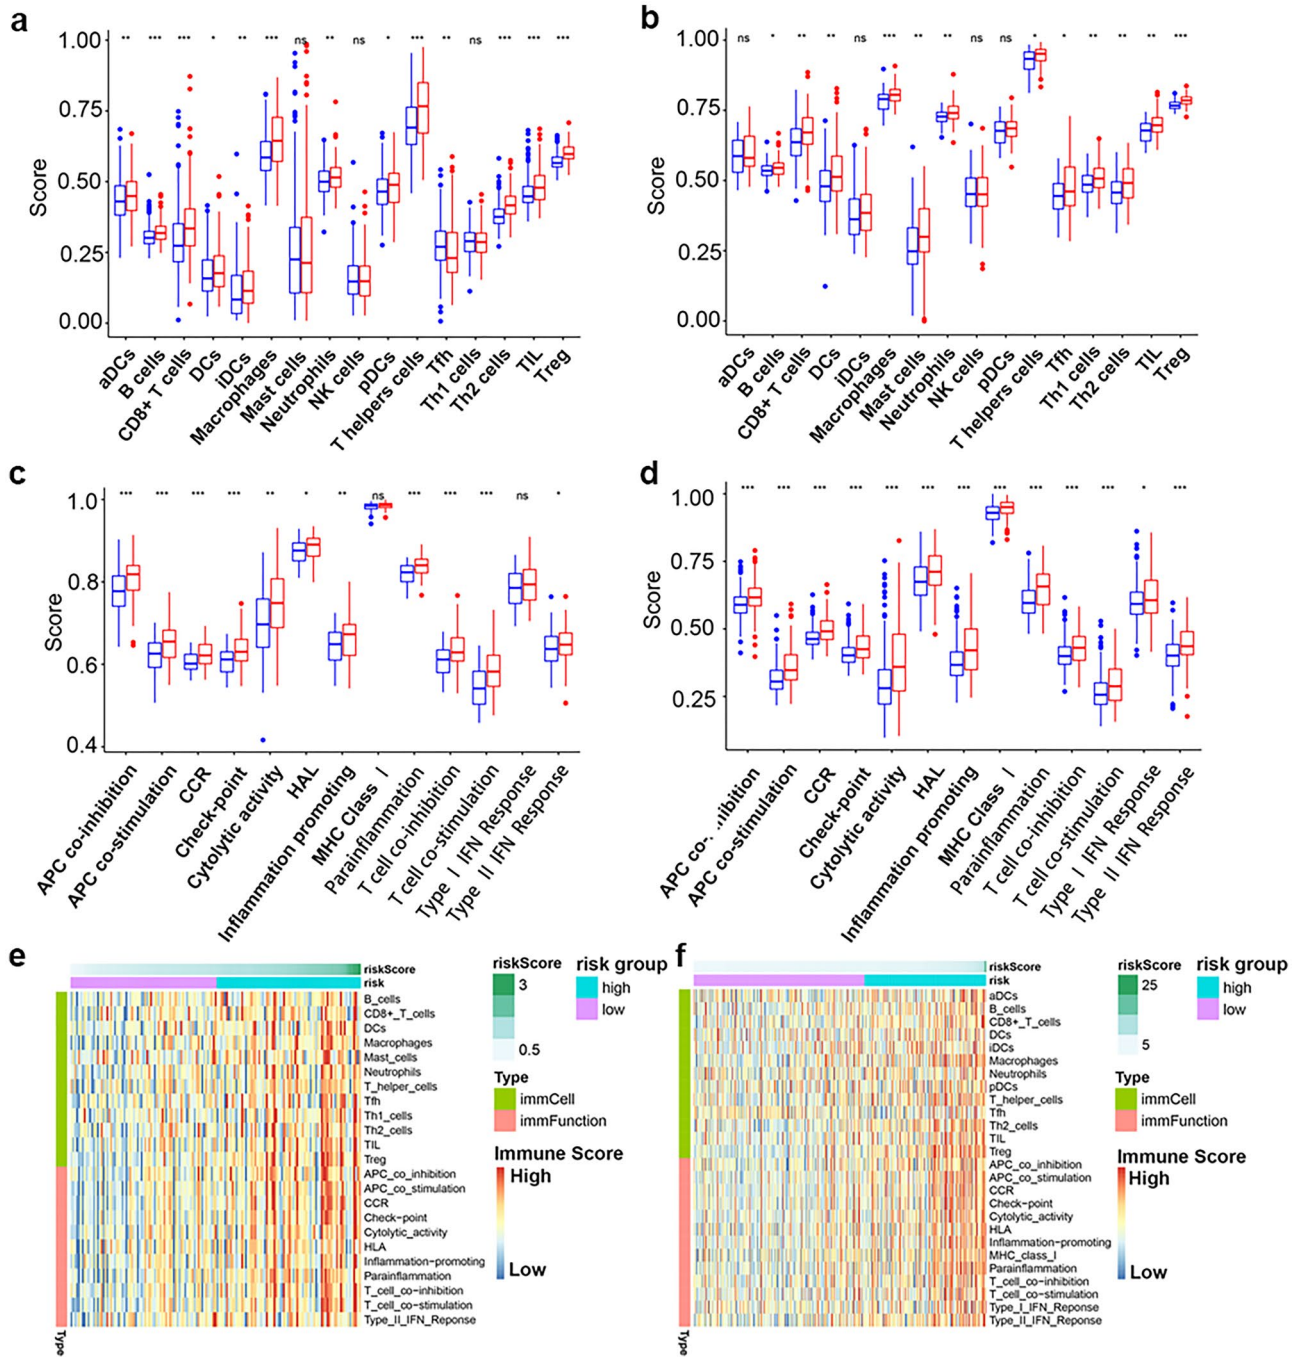 a
1.00
0.75
0.50
0.25
0.00
Score
** *** *** * ** *** ns ** ns * *** ** ns *** *** ***
aDCs
B cells
CD8+ T cells
DCs
iDCs
Macrophages
Mast cells
Neutrophils
NK cells
pDCs
T helpers cells
Tfh
Th1 cells
Th2 cells
TIL
Treg
b
1.00
0.75
0.50
0.25
0.00
Score
ns * ** ** ns *** ** ** ns ns * * ** ** ** ***
aDCs
B cells
CD8+ T cells
DCs
iDCs
Macrophages
Mast cells
Neutrophils
NK cells
pDCs
T helpers cells
Tfh
Th1 cells
Th2 cells
TIL
Treg
c
1.0
0.8
0.6
0.4
Score
*** *** *** *** ** * ** ns *** *** *** ns *
APC co-inhibition
APC co-stimulation
CCR
Check-point
Cytolytic activity
HAL
Inflammation promoting
MHC Class I
Parainflammation
T cell co-inhibition
T cell co-stimulation
Type I IFN Response
Type II IFN Response
d
1.00
0.75
0.50
0.25
Score
*** *** *** *** *** *** *** *** *** *** *** * ***
APC co-. .iibition
APC co-stimulation
CCR
Check-point
Cytolytic activity
HAL
Inflammation promoting
MHC Class I
Parainflammation
T cell co-inhibition
T cell co-stimulation
Type I IFN Response
Type II IFN Response
e
riskScore
risk
B_cells
CD8+_T_cells
DCs
Macrophages
Mast_cells
Neutrophils
T_helper_cells
Tfh
Th1_cells
Th2_cells
TIL
Treg
APC_co_inhibition
APC_co_stimulation
CCR
Check-point
Cytolytic_activity
HLA
Inflammation-promoting
Parainflammation
T_cell_co-inhibition
T_cell_co-stimulation
Type_II_IFN_Reponse
Type
riskScore
3
0.5
risk group
high
low
Type
immCell
immFunction
Immune Score
High
Low
f
riskScore
risk
aDCs
B_cells
CD8+_T_cells
DCs
iDCs
Macrophages
Neutrophils
pDCs
T_helper_cells
Tfh
Th2_cells
TIL
Treg
APC_co_inhibition
APC_co_stimulation
CCR
Check-point
Cytolytic_activity
HLA
Inflammation-promoting
MHC_class_I
Parainflammation
T_cell_co-inhibition
T_cell_co-stimulation
Type_I_IFN_Reponse
Type_II_IFN_Reponse
Type
riskScore
25
5
risk group
high
low
Type
immCell
immFunction
Immune Score
High
Low